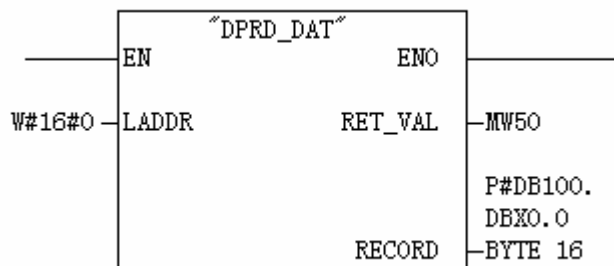 "DPRD_DAT"
EN ENO
W#16#0 LADDR RET_VAL MW50
P#DB100.
DBX0.0
RECORD BYTE 16